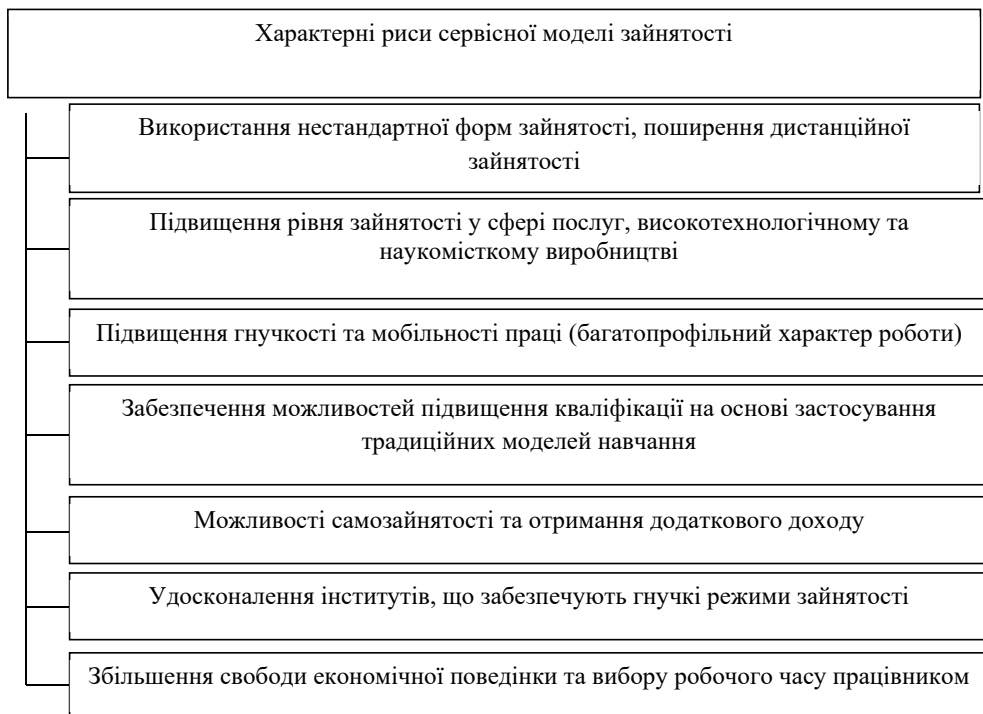 Характерні риси сервісної моделі зайнятості
Використання нестандартної форм зайнятості, поширення дистанційної
зайнятості
Підвищення рівня зайнятості у сфері послуг, високотехнологічному та
наукомісткому виробництві
Підвищення гнучкості та мобільності праці (багатопрофільний характер роботи)
Забезпечення можливостей підвищення кваліфікації на основі застосування
традиційних моделей навчання
Можливості самозайнятості та отримання додаткового доходу
Удосконалення інститутів, що забезпечують гнучкі режими зайнятості
Збільшення свободи економічної поведінки та вибору робочого часу працівником